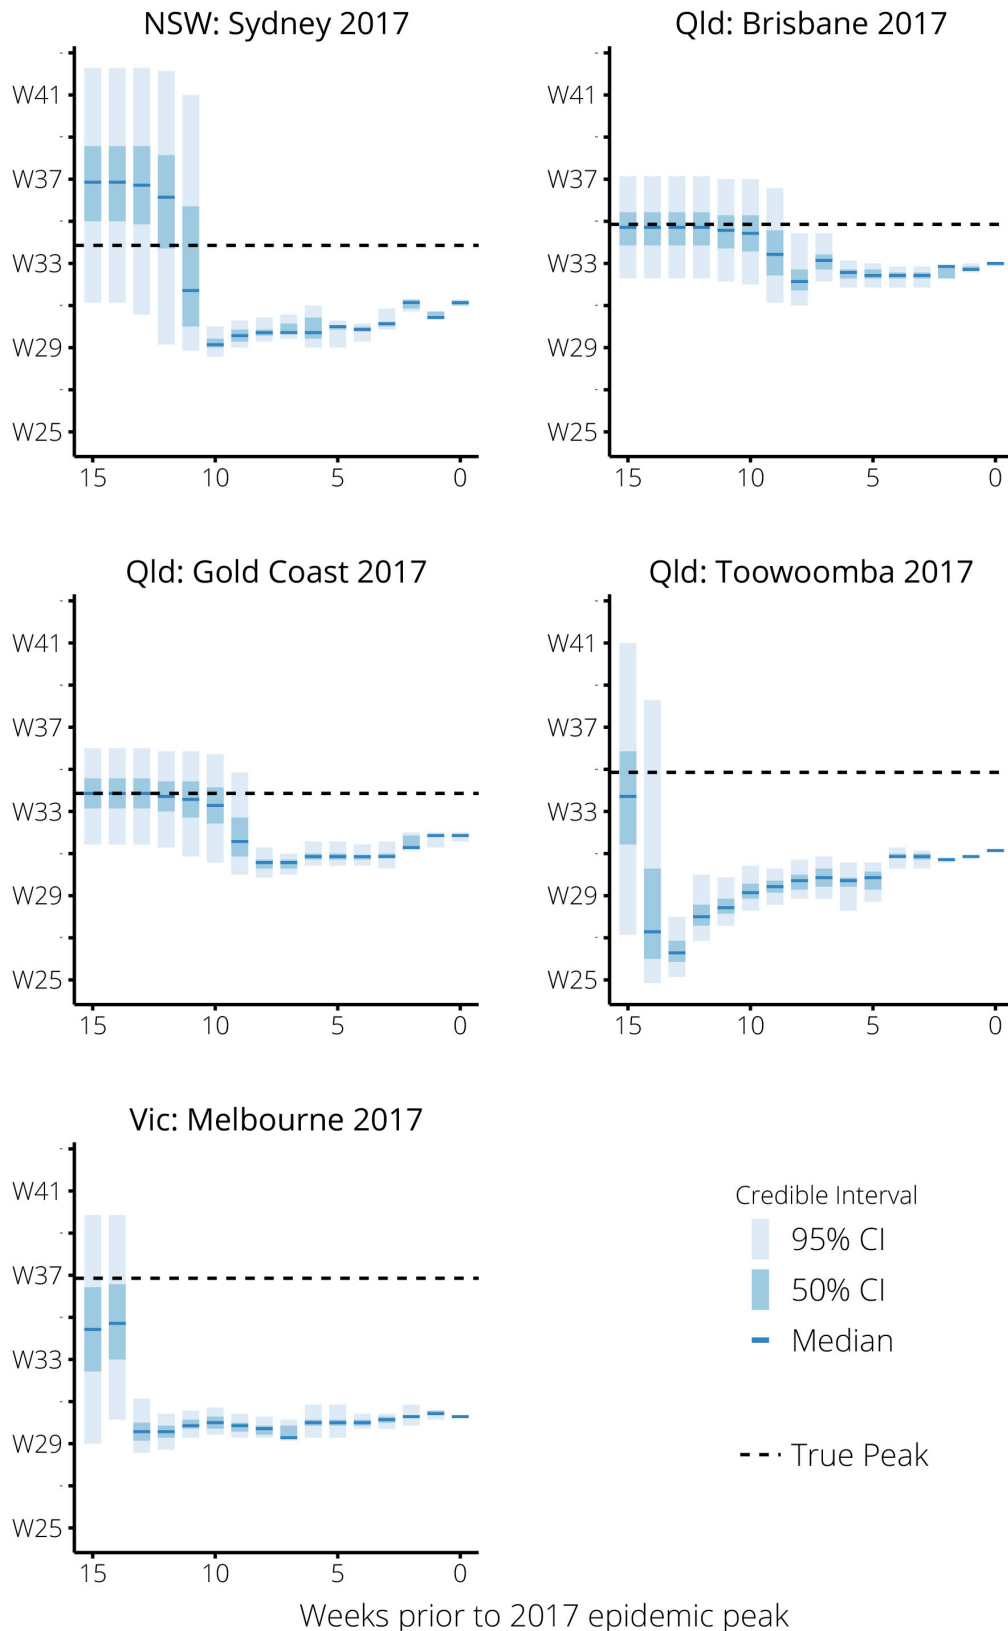 NSW: Sydney 2017
W41
W37
W33
W29
W25
15 10 5 0
Qld: Brisbane 2017
W41
W37
W33
W29
W25
15 10 5 0
Qld: Gold Coast 2017
W41
W37
W33
W29
W25
15 10 5 0
Qld: Toowoomba 2017
W41
W37
W33
W29
W25
15 10 5 0
Vic: Melbourne 2017
W41
W37
W33
W29
W25
15 10 5 0
Credible Interval
95% CI
50% CI
Median
True Peak
Weeks prior to 2017 epidemic peak